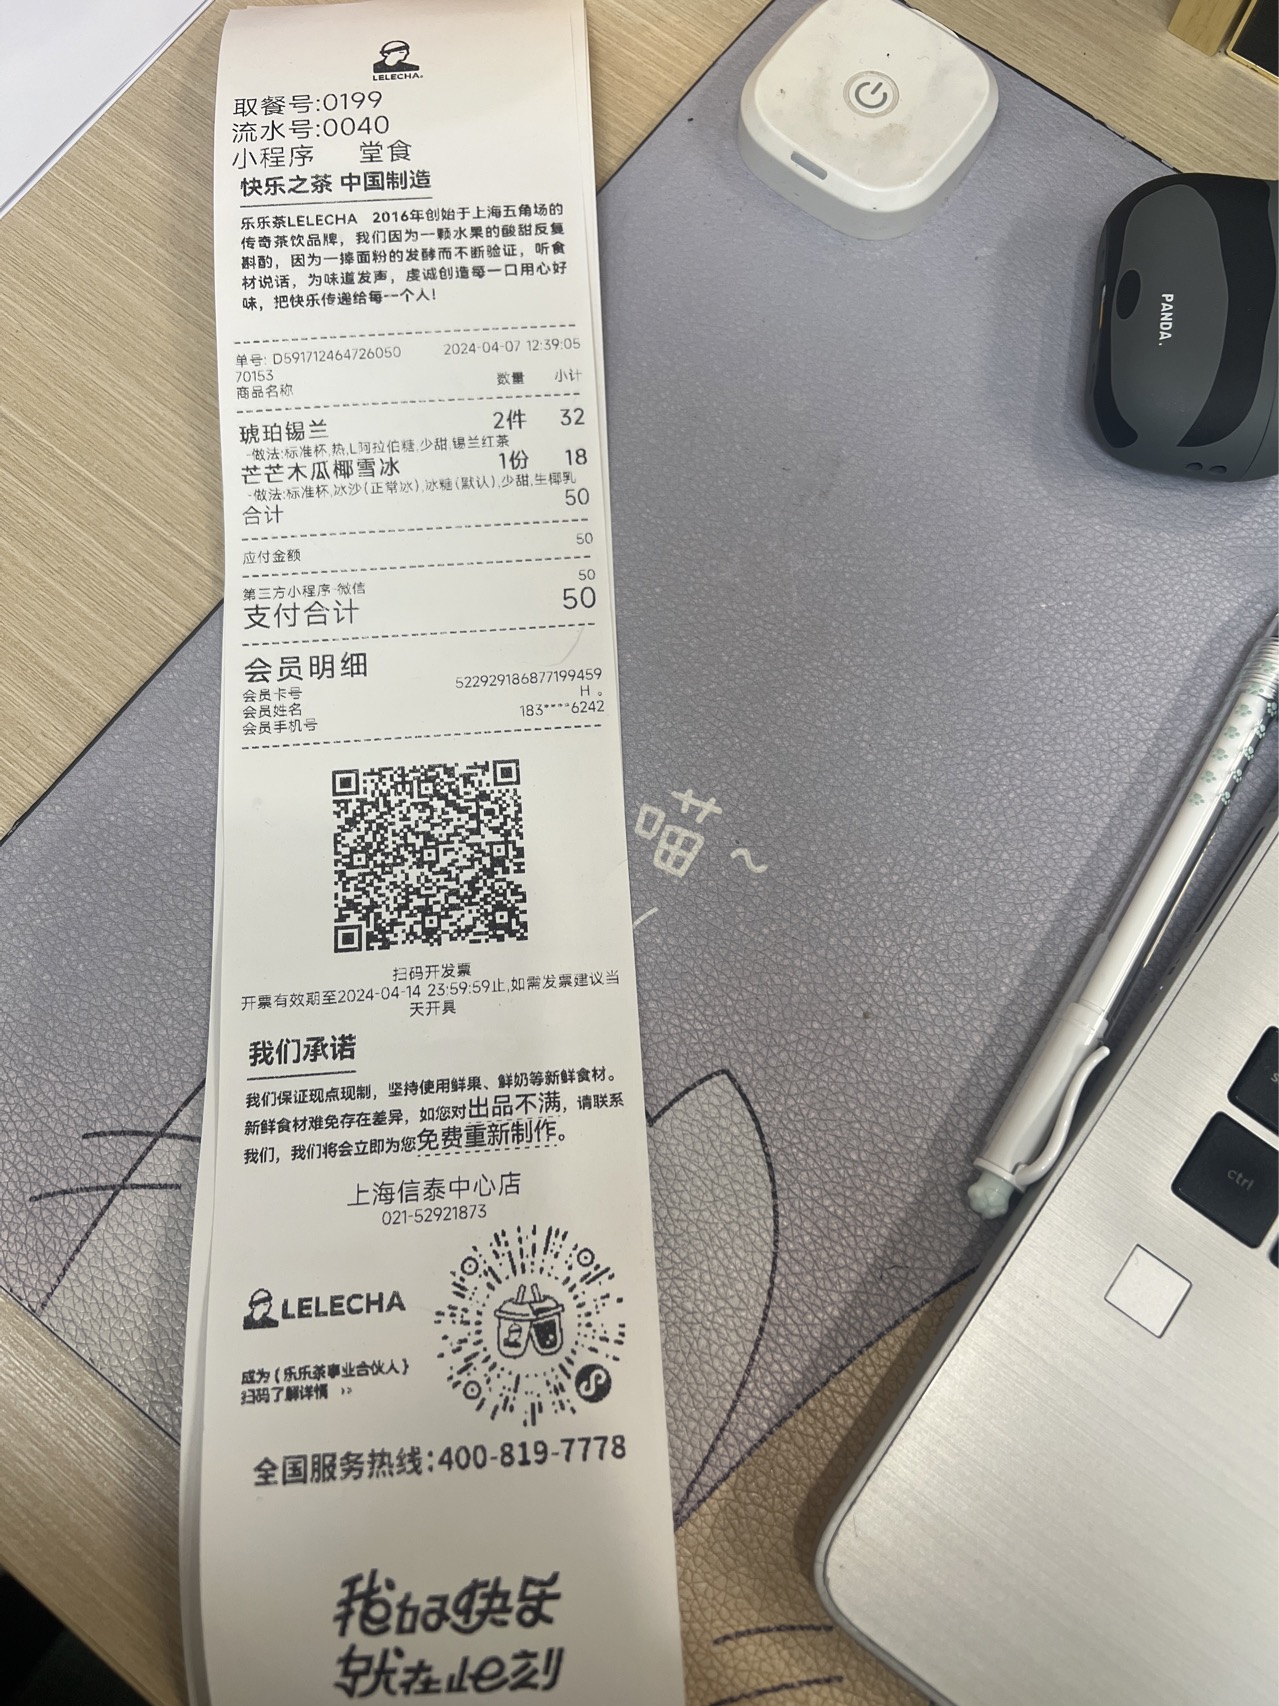 LELECHA
取餐号:0199
流水号:0040
小程序 堂食
快乐之茶 中国制造
乐乐茶LELECHA 2016年创始于上海五角场的
传奇茶饮品牌，我们因为一颗水果的酸甜反复
斟酌，因为一捧面粉的发酵而不断验证，听食
材说话，为味道发声，虔诚创造每一口用心好
味，把快乐传递给每一个人!
单号: D591712464726050 2024-04-07 12:39:05
70153
商品名称 数量 小计
琥珀锡兰 2件 32
-做法:标准杯,热,L阿拉伯糖,少甜,锡兰红茶
芒芒木瓜椰雪冰 1份 18
-做法:标准杯,冰沙(正常冰),冰糖(默认),少甜,生椰乳
合计 50
应付金额 50
第三方小程序-微信 50
支付合计 50
会员明细
会员卡号 522929186877199459
会员姓名 H 。
会员手机号 183****6242
扫码开发票
开票有效期至2024-04-14 23:59:59止,如需发票建议当
天开具
我们承诺
我们保证现点现制，坚持使用鲜果、鲜奶等新鲜食材。
新鲜食材难免存在差异，如您对出品不满，请联系
我们，我们将会立即为您免费重新制作。
上海信泰中心店
021-52921873
LELECHA
成为{乐乐茶事业合伙人}
扫码了解详情 >>
全国服务热线:400-819-7778
我的快乐
就在此刻
喵~
PANDA.
ctrl